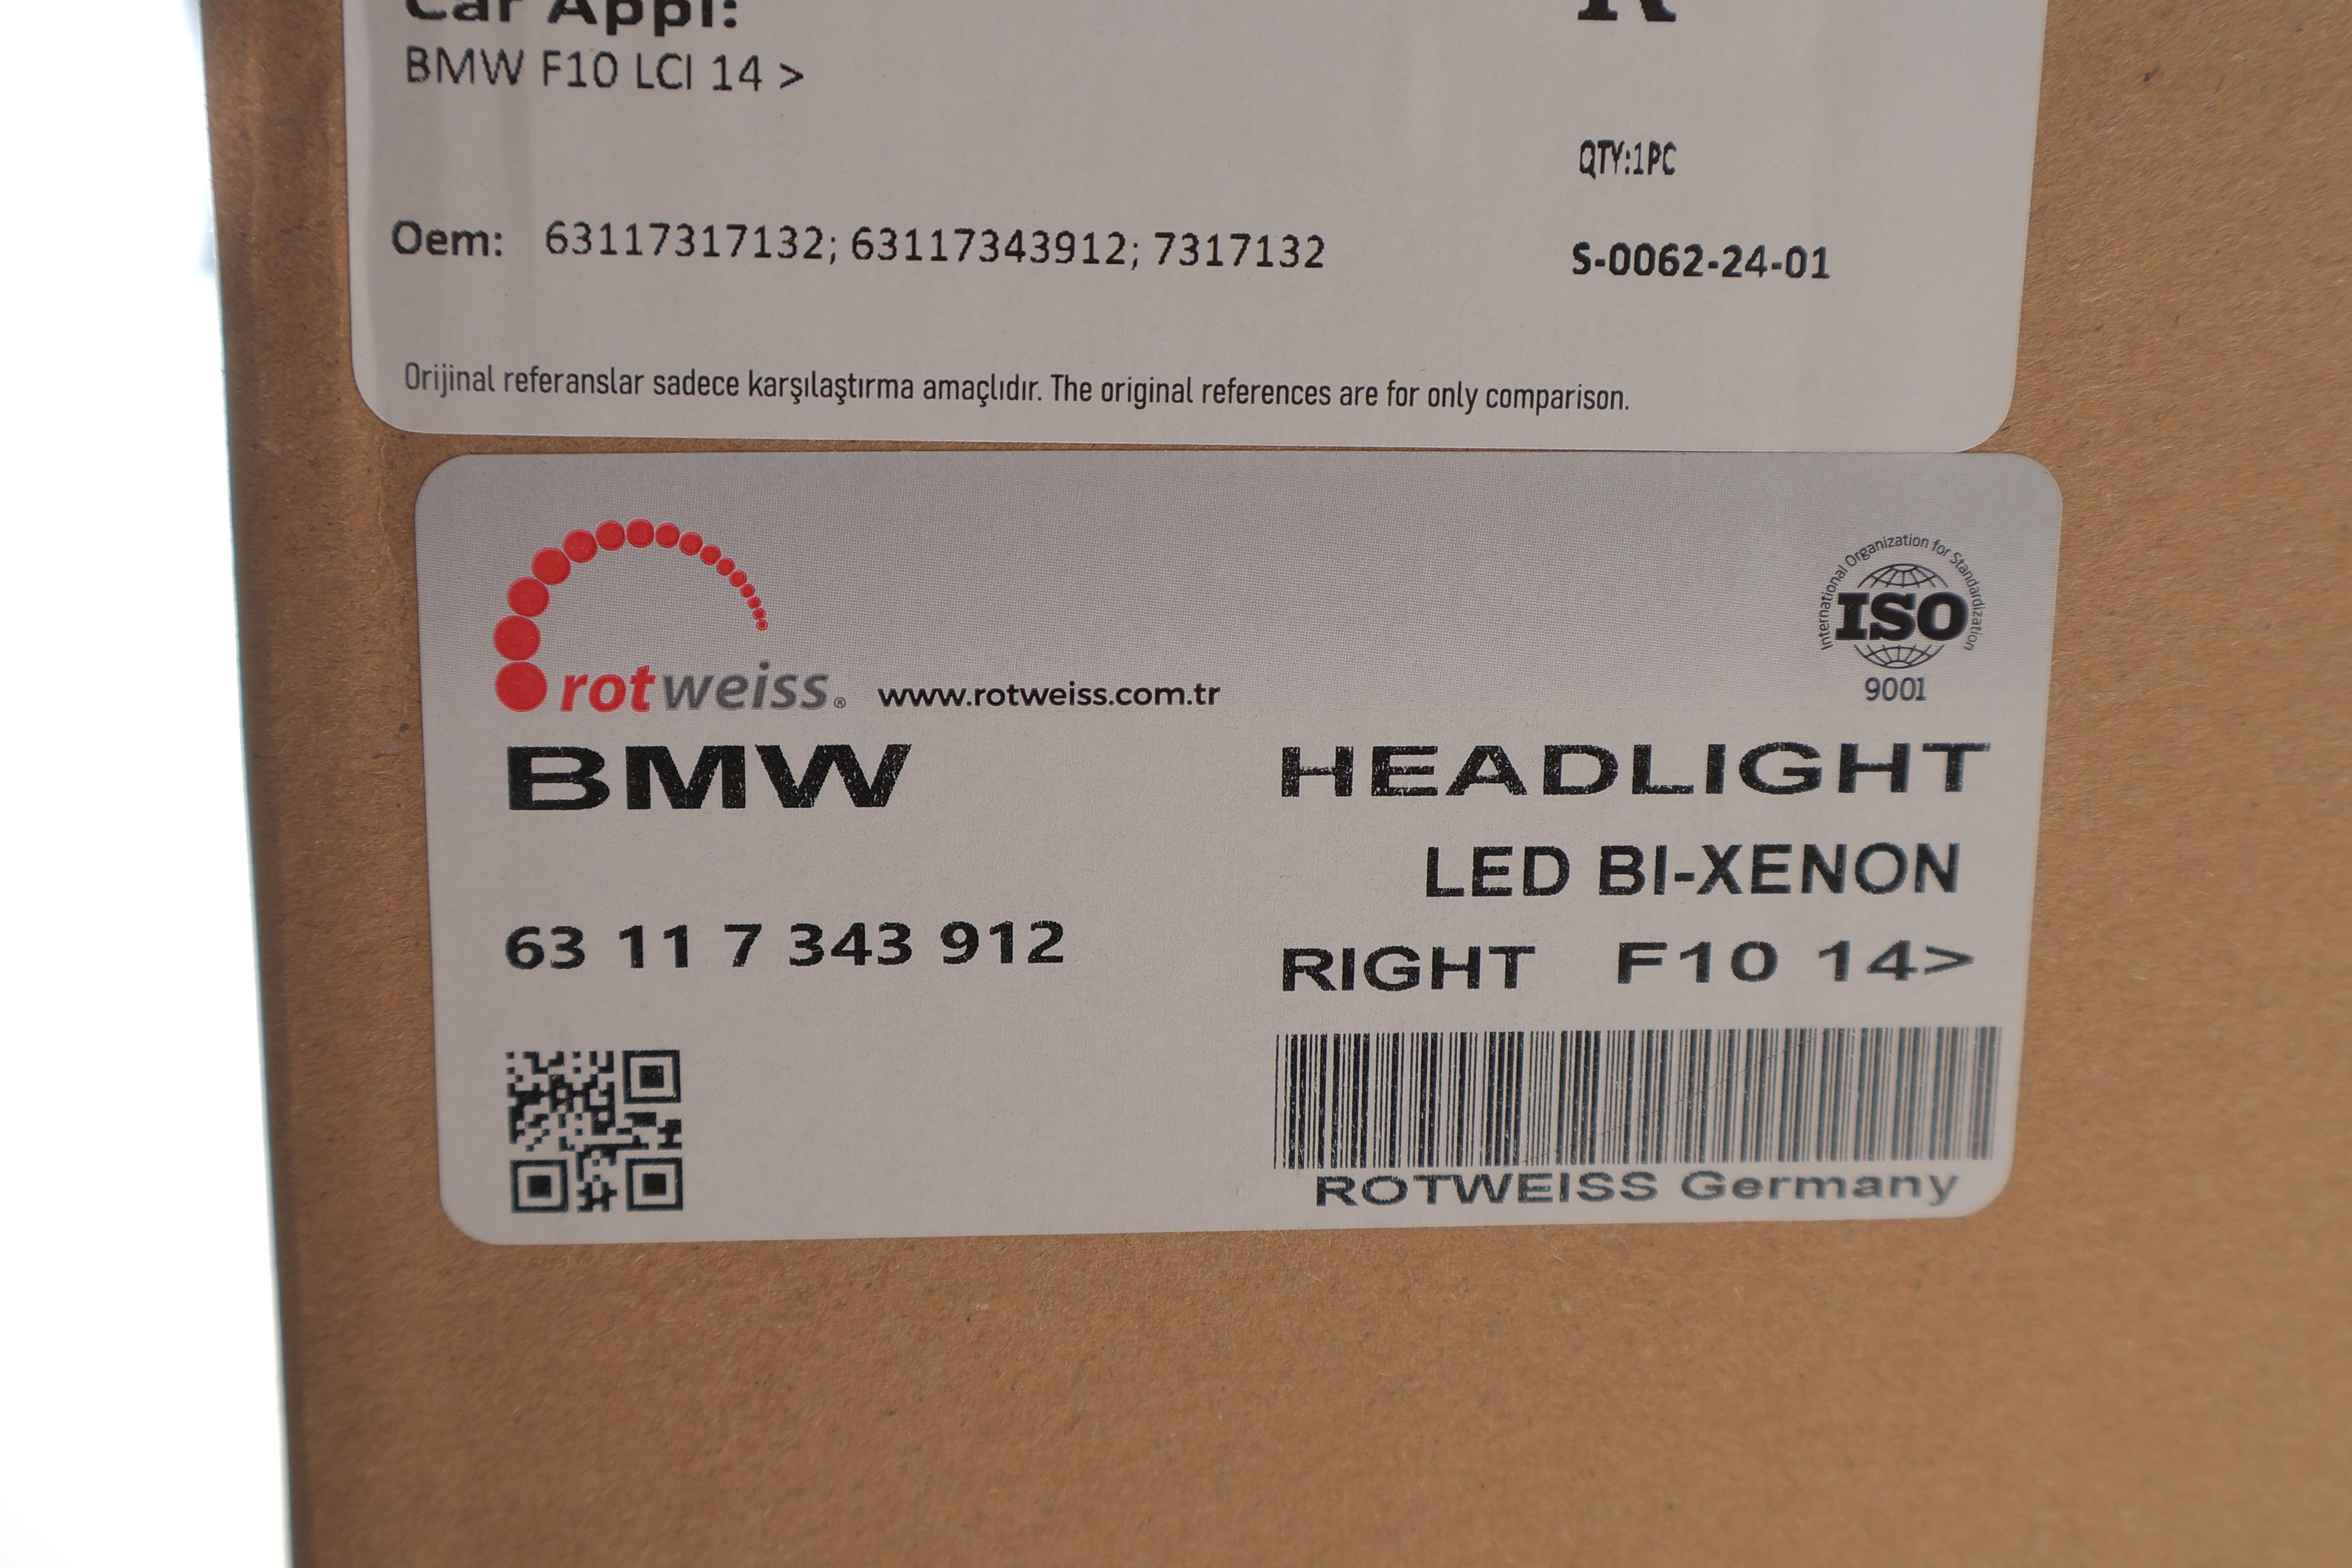 Car Appl:
R
BMW F10 LCI 14 >
QTY:1PC
Oem: 63117317132; 63117343912; 7317132
S-0062-24-01
Orijinal referanslar sadece karşılaştırma amaçlıdır. The original references are for only comparison.
International Organization for Standardization
ISO
9001
rotweiss® www.rotweiss.com.tr
BMW
HEADLIGHT
LED BI-XENON
63 11 7 343 912
RIGHT F10 14>
ROTWEISS Germany